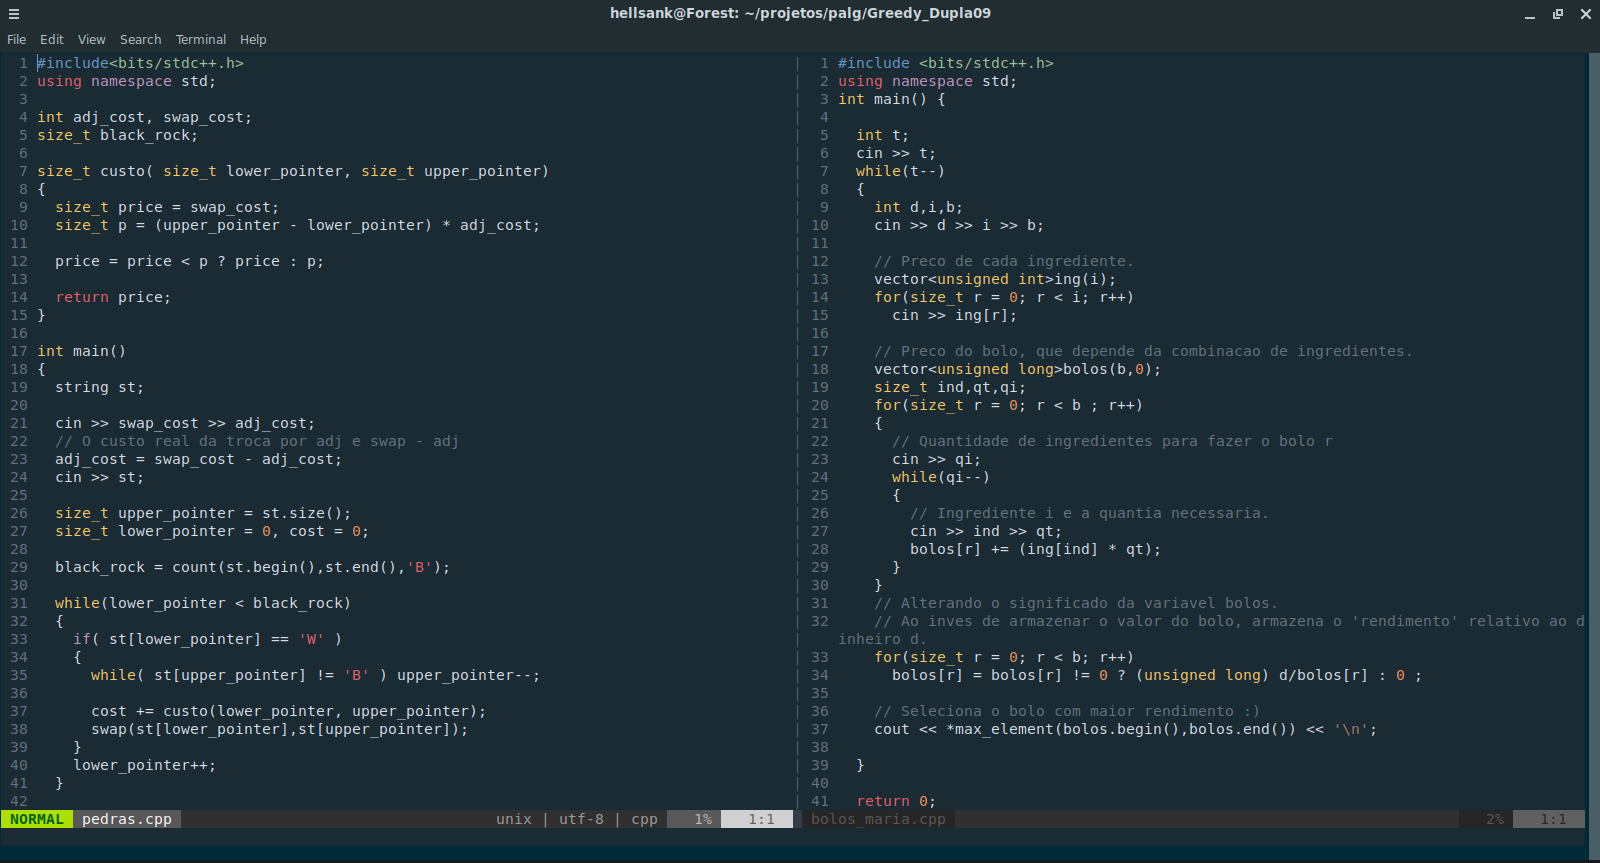 hellsank@Forest: ~/projetos/palg/Greedy_Dupla09
File Edit View Search Terminal Help
1 #include<bits/stdc++.h>
2 using namespace std;
3
4 int adj_cost, swap_cost;
5 size_t black_rock;
6
7 size_t custo( size_t lower_pointer, size_t upper_pointer)
8 {
9   size_t price = swap_cost;
10   size_t p = (upper_pointer - lower_pointer) * adj_cost;
11
12   price = price < p ? price : p;
13
14   return price;
15 }
16
17 int main()
18 {
19   string st;
20
21   cin >> swap_cost >> adj_cost;
22   // O custo real da troca por adj e swap - adj
23   adj_cost = swap_cost - adj_cost;
24   cin >> st;
25
26   size_t upper_pointer = st.size();
27   size_t lower_pointer = 0, cost = 0;
28
29   black_rock = count(st.begin(),st.end(),'B');
30
31   while(lower_pointer < black_rock)
32   {
33     if( st[lower_pointer] == 'W' )
34     {
35       while( st[upper_pointer] != 'B' ) upper_pointer--;
36
37       cost += custo(lower_pointer, upper_pointer);
38       swap(st[lower_pointer],st[upper_pointer]);
39     }
40     lower_pointer++;
41   }
42
NORMAL pedras.cpp unix | utf-8 | cpp 1% 1:1
1 #include <bits/stdc++.h>
2 using namespace std;
3 int main() {
4
5   int t;
6   cin >> t;
7   while(t--)
8   {
9     int d,i,b;
10     cin >> d >> i >> b;
11
12     // Preco de cada ingrediente.
13     vector<unsigned int>ing(i);
14     for(size_t r = 0; r < i; r++)
15       cin >> ing[r];
16
17     // Preco do bolo, que depende da combinacao de ingredientes.
18     vector<unsigned long>bolos(b,0);
19     size_t ind,qt,qi;
20     for(size_t r = 0; r < b ; r++)
21     {
22       // Quantidade de ingredientes para fazer o bolo r
23       cin >> qi;
24       while(qi--)
25       {
26         // Ingrediente i e a quantia necessaria.
27         cin >> ind >> qt;
28         bolos[r] += (ing[ind] * qt);
29       }
30     }
31     // Alterando o significado da variavel bolos.
32     // Ao inves de armazenar o valor do bolo, armazena o 'rendimento' relativo ao d
inheiro d.
33     for(size_t r = 0; r < b; r++)
34       bolos[r] = bolos[r] != 0 ? (unsigned long) d/bolos[r] : 0 ;
35
36     // Seleciona o bolo com maior rendimento :)
37     cout << *max_element(bolos.begin(),bolos.end()) << '\n';
38
39   }
40
41   return 0;
bolos_maria.cpp 2% 1:1